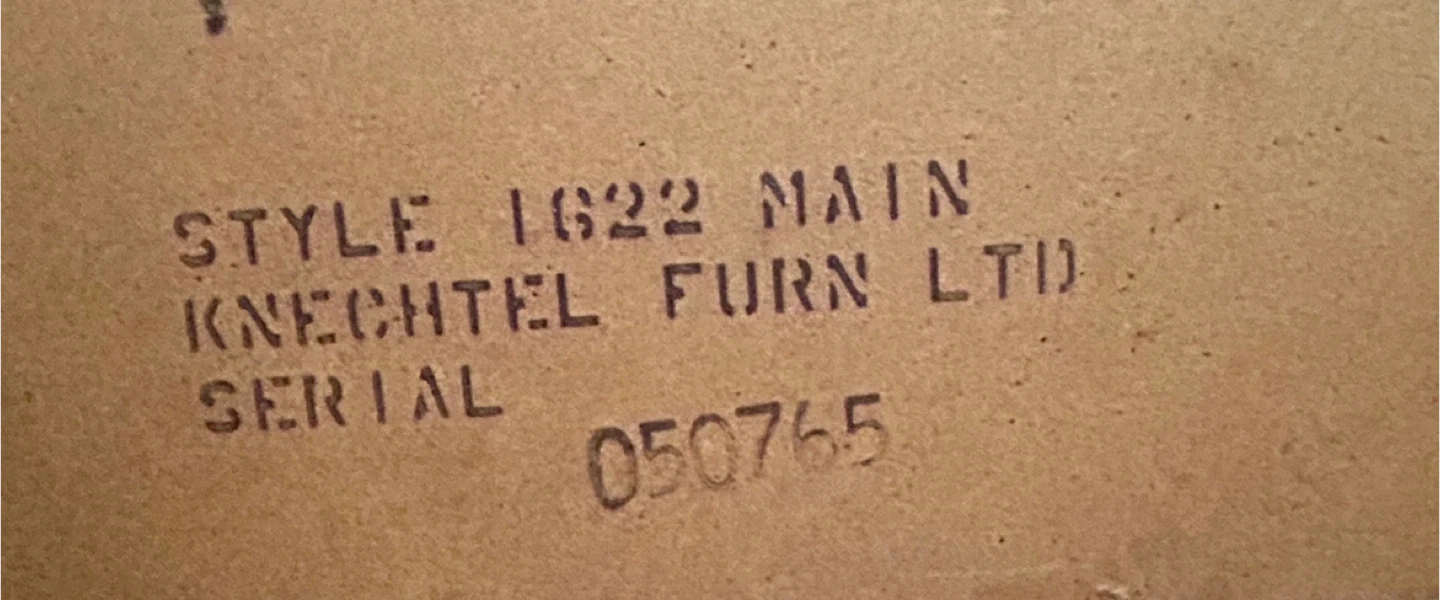 STYLE 1622 MAIN
KNECHTEL FURN LTD
SERIAL
050765